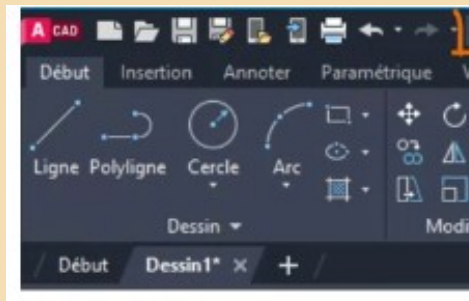 A CAD
Début Insertion Annoter Paramétrique
Ligne Polyligne Cercle Arc
Dessin
Début Dessin1* × +